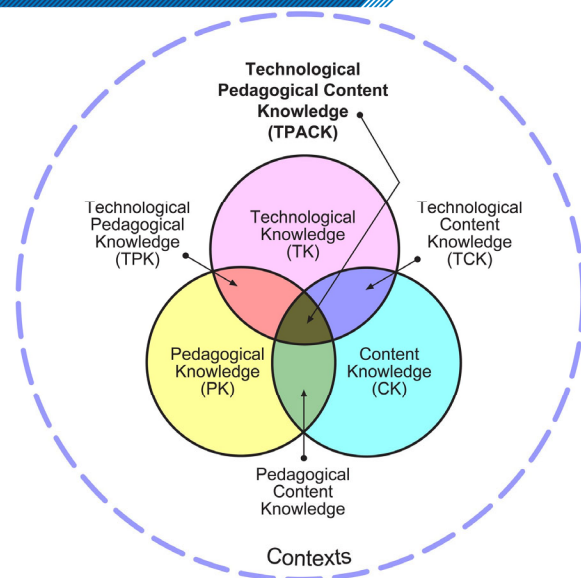 Technological
Pedagogical Content
Knowledge
(TPACK)
Technological
Pedagogical
Knowledge
(TPK)
Technological
Knowledge
(TK)
Technological
Content
Knowledge
(TCK)
Pedagogical
Knowledge
(PK)
Content
Knowledge
(CK)
Pedagogical
Content
Knowledge
Contexts